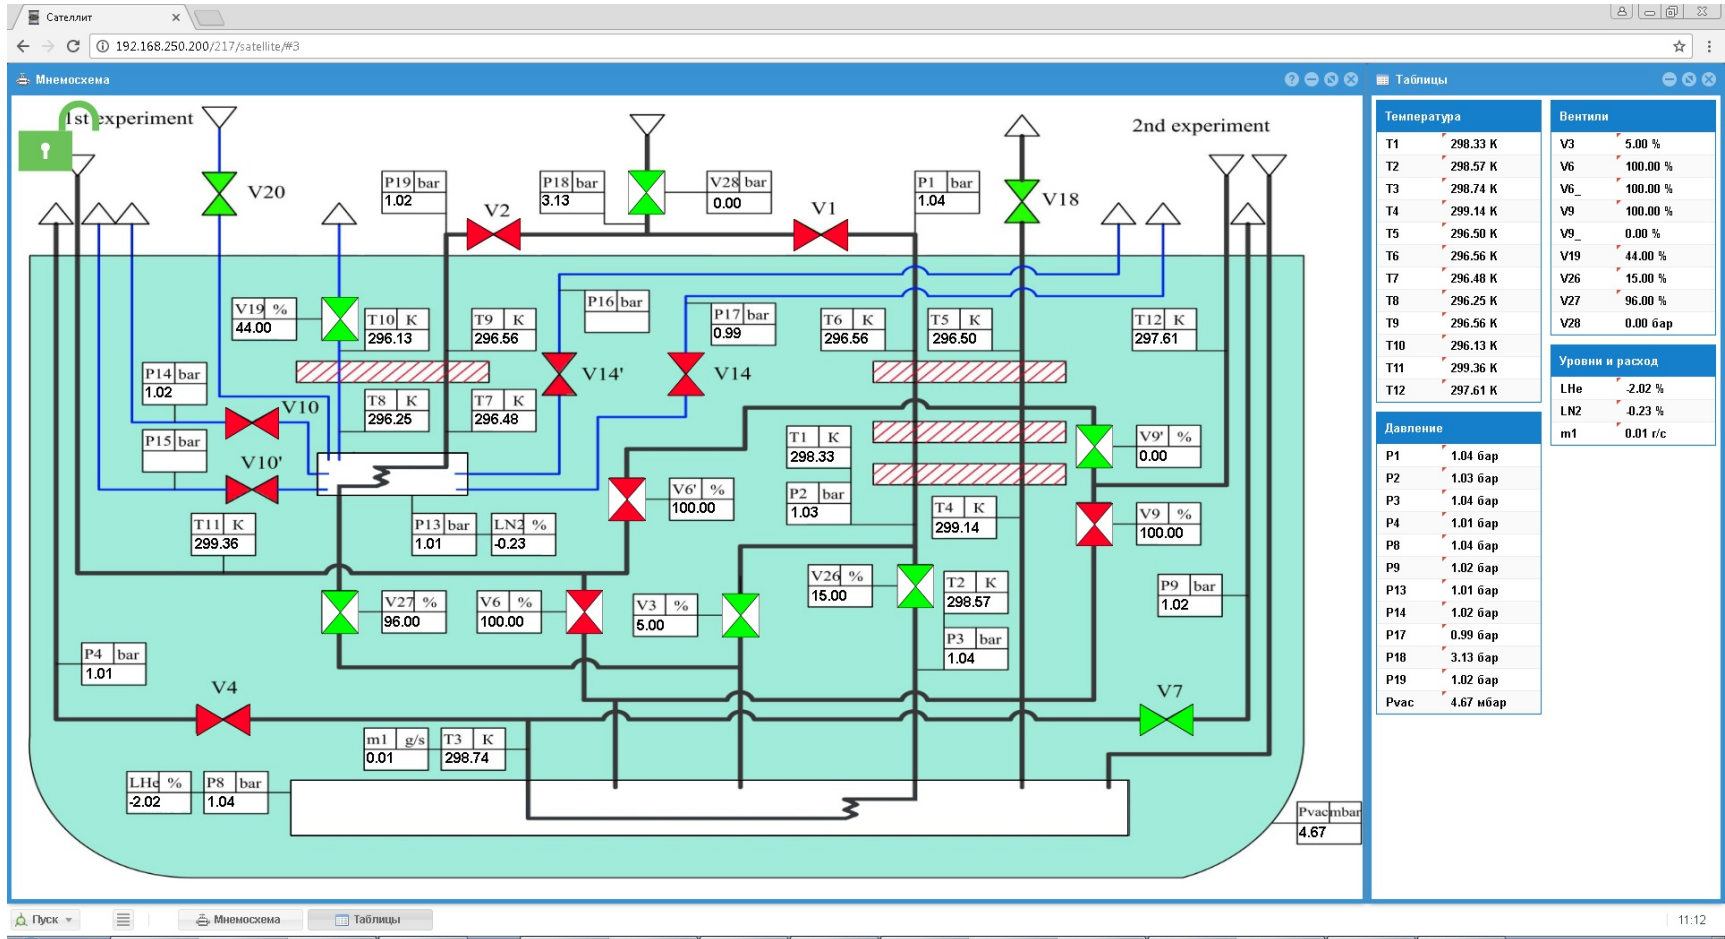 Сателлит
192.168.250.200/217/satellite/#3
Мнемосхема
1st experiment
2nd experiment
V20
P19 bar
1.02
V2
P18 bar
3.13
V28 bar
0.00
V1
P1 bar
1.04
V18
V19 %
44.00
T10 K
296.13
T9 K
296.56
P16 bar
P17 bar
0.99
T6 K
296.56
T5 K
296.50
T12 K
297.61
P14 bar
1.02
V10
T8 K
296.25
T7 K
296.48
V14'
V14
P15 bar
V10'
T1 K
298.33
V9' %
0.00
V6' %
100.00
P2 bar
1.03
T4 K
299.14
V9 %
100.00
T11 K
299.36
P13 bar
1.01
LN2 %
-0.23
V27 %
96.00
V6 %
100.00
V3 %
5.00
V26 %
15.00
T2 K
298.57
P9 bar
1.02
P3 bar
1.04
P4 bar
1.01
V4
V7
m1 g/s
0.01
T3 K
298.74
LHe %
-2.02
P8 bar
1.04
Pvac mbar
4.67
Таблицы
Температура
T1 298.33 K
T2 298.57 K
T3 298.74 K
T4 299.14 K
T5 296.50 K
T6 296.56 K
T7 296.48 K
T8 296.25 K
T9 296.56 K
T10 296.13 K
T11 299.36 K
T12 297.61 K
Давление
P1 1.04 бар
P2 1.03 бар
P3 1.04 бар
P4 1.01 бар
P8 1.04 бар
P9 1.02 бар
P13 1.01 бар
P14 1.02 бар
P17 0.99 бар
P18 3.13 бар
P19 1.02 бар
Pvac 4.67 мбар
Вентили
V3 5.00 %
V6 100.00 %
V6_ 100.00 %
V9 100.00 %
V9_ 0.00 %
V19 44.00 %
V26 15.00 %
V27 96.00 %
V28 0.00 бар
Уровни и расход
LHe -2.02 %
LN2 -0.23 %
m1 0.01 г/с
Пуск
Мнемосхема
Таблицы
11:12